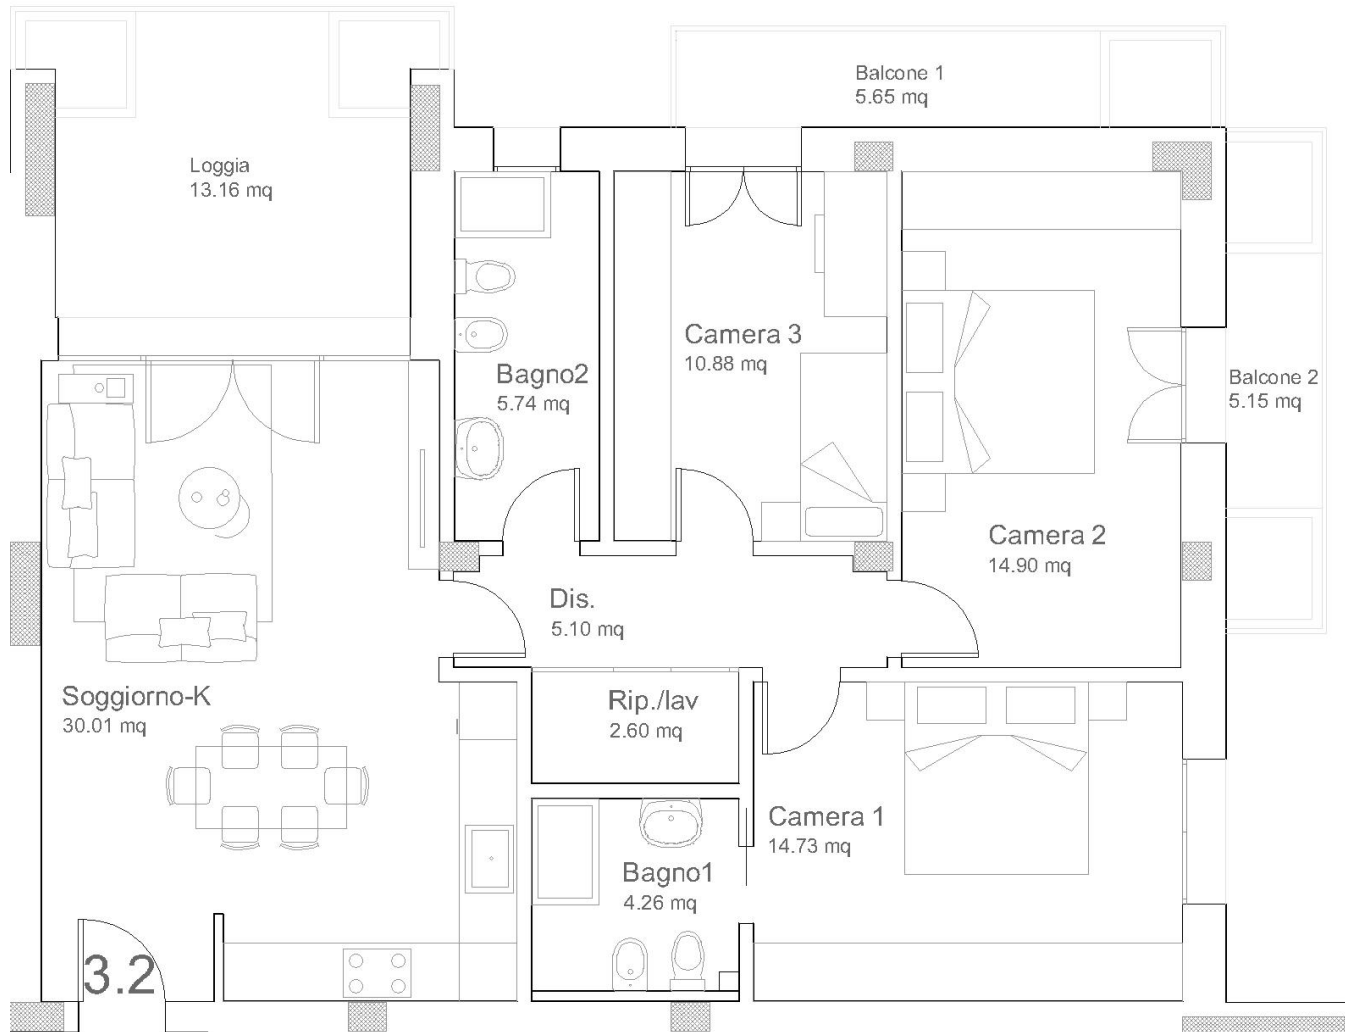 Balcone 1
5.65 mq
Loggia
13.16 mq
Camera 3
10.88 mq
Bagno2
5.74 mq
Balcone 2
5.15 mq
Camera 2
14.90 mq
Dis.
5.10 mq
Soggiorno-K
30.01 mq
Rip./lav
2.60 mq
Camera 1
14.73 mq
Bagno1
4.26 mq
3.2